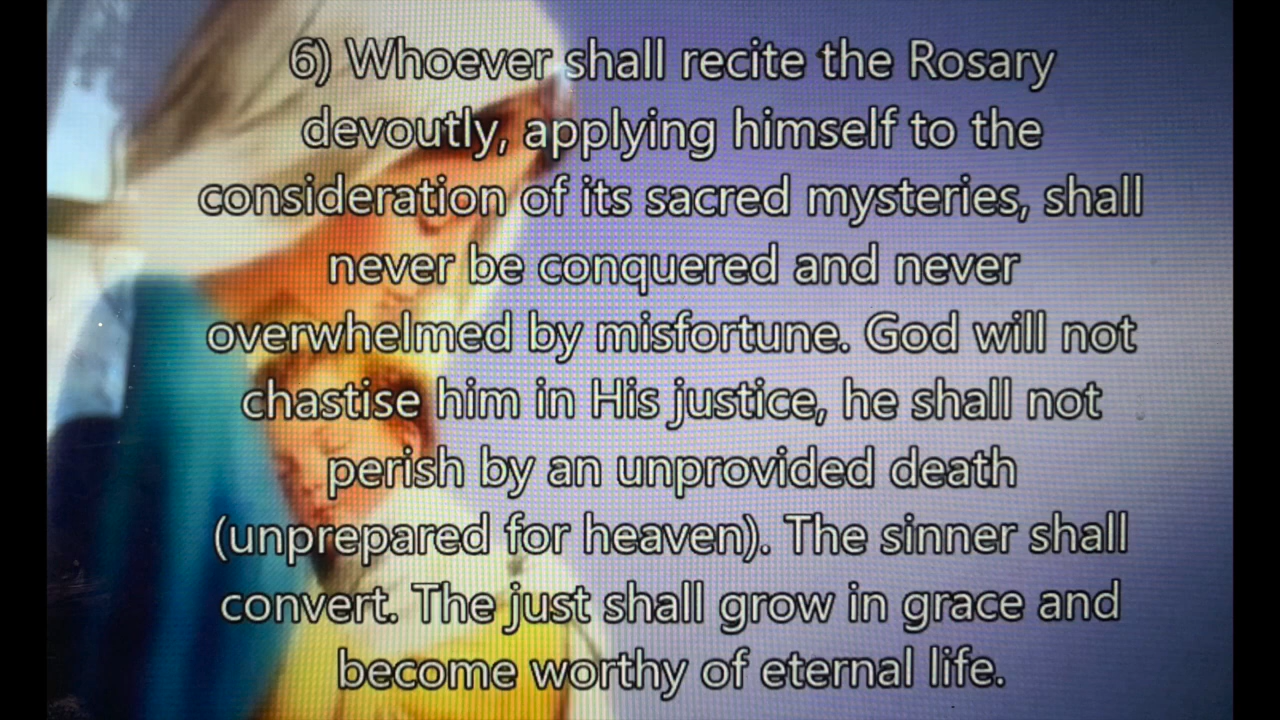 6) Whoever shall recite the Rosary
devoutly, applying himself to the
consideration of its sacred mysteries, shall
never be conquered and never
overwhelmed by misfortune. God will not
chastise him in His justice, he shall not
perish by an unprovided death
(unprepared for heaven). The sinner shall
convert. The just shall grow in grace and
become worthy of eternal life.